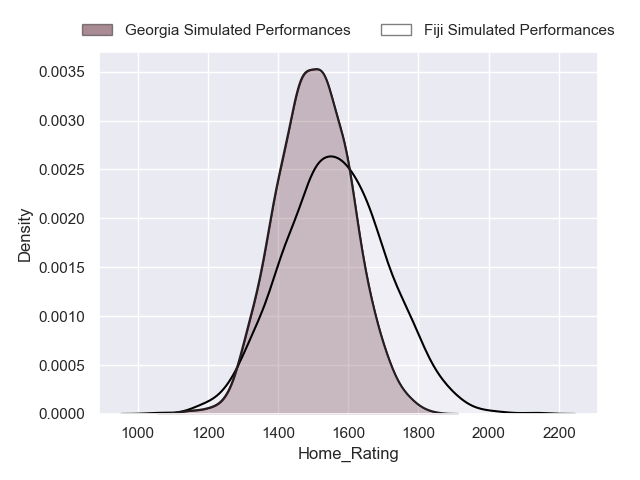 Georgia Simulated Performances
Fiji Simulated Performances
0.0035
0.0030
0.0025
0.0020
0.0015
0.0010
0.0005
0.0000
Density
1000 1200 1400 1600 1800 2000 2200
Home_Rating